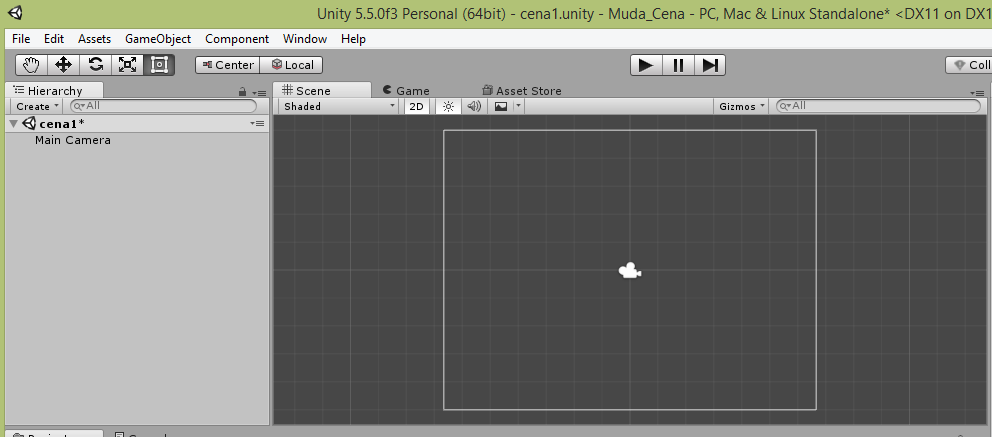 Unity 5.5.0f3 Personal (64bit) - cena1.unity - Muda_Cena - PC, Mac & Linux Standalone* <DX11 on DX1
File Edit Assets GameObject Component Window Help
Center Local Coll
Hierarchy Scene Game Asset Store
Create All Shaded 2D Gizmos All
cena1*
Main Camera